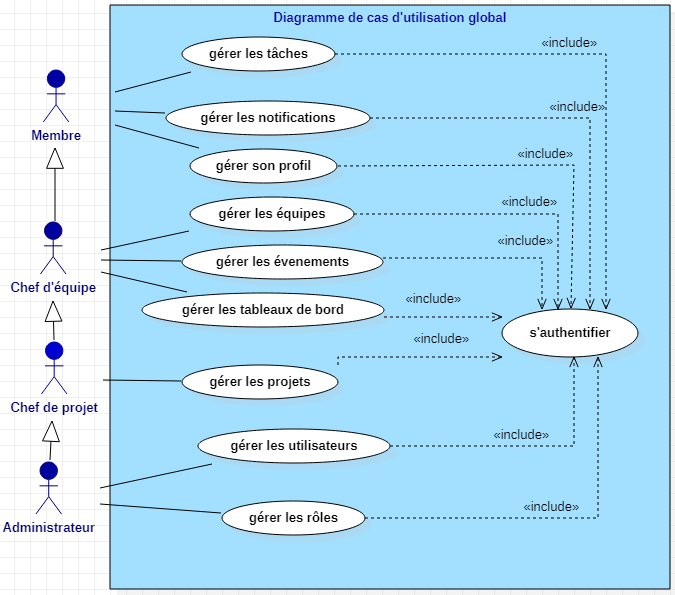 Diagramme de cas d'utilisation global
gérer les tâches
«include»
gérer les notifications
«include»
Membre
gérer son profil
«include»
gérer les équipes
«include»
gérer les évenements
«include»
Chef d'équipe
gérer les tableaux de bord
«include»
s'authentifier
«include»
gérer les projets
Chef de projet
gérer les utilisateurs
«include»
gérer les rôles
«include»
Administrateur